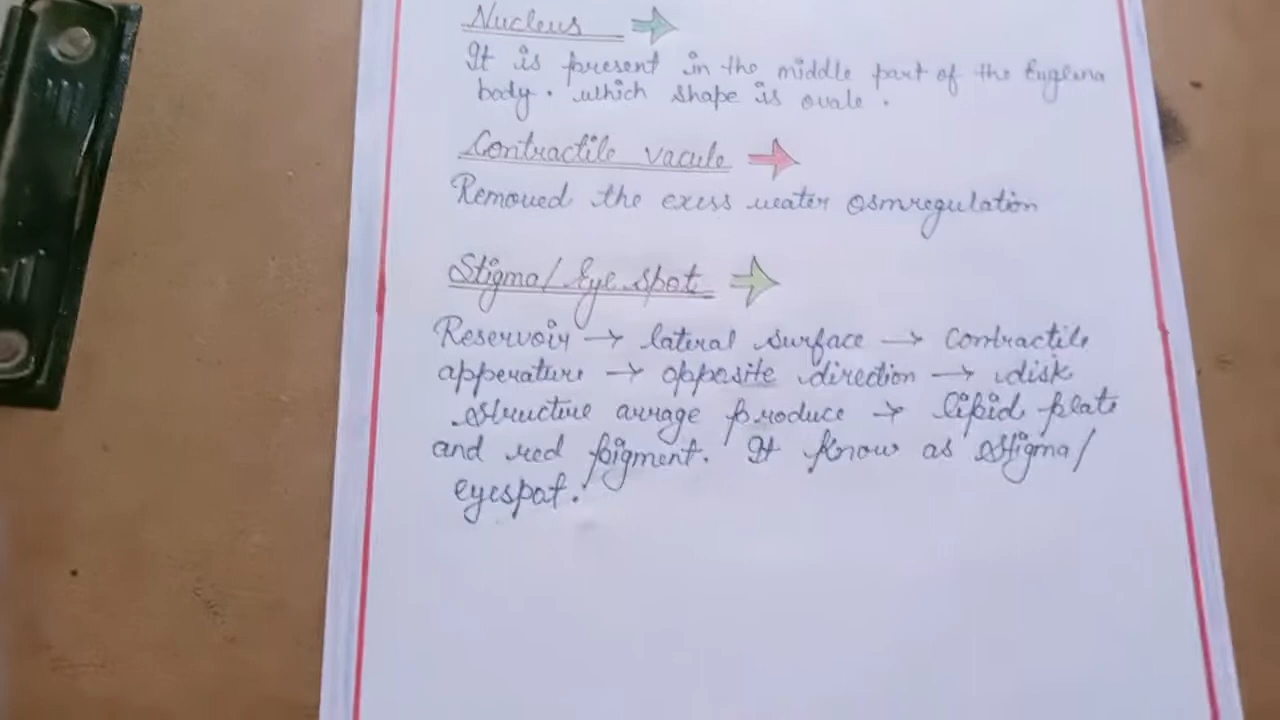 Nucleus
It is present in the middle part of the Euglena
body. which shape is ovale.
Contractile vacule
Removed the exess water osmregulation
Stigma/Eye spot
Reservoir → lateral surface → Contractile
apperature → opposite direction → disk
structure arrage produce → lipid plate
and red pigment. It know as stigma/
eyespot.